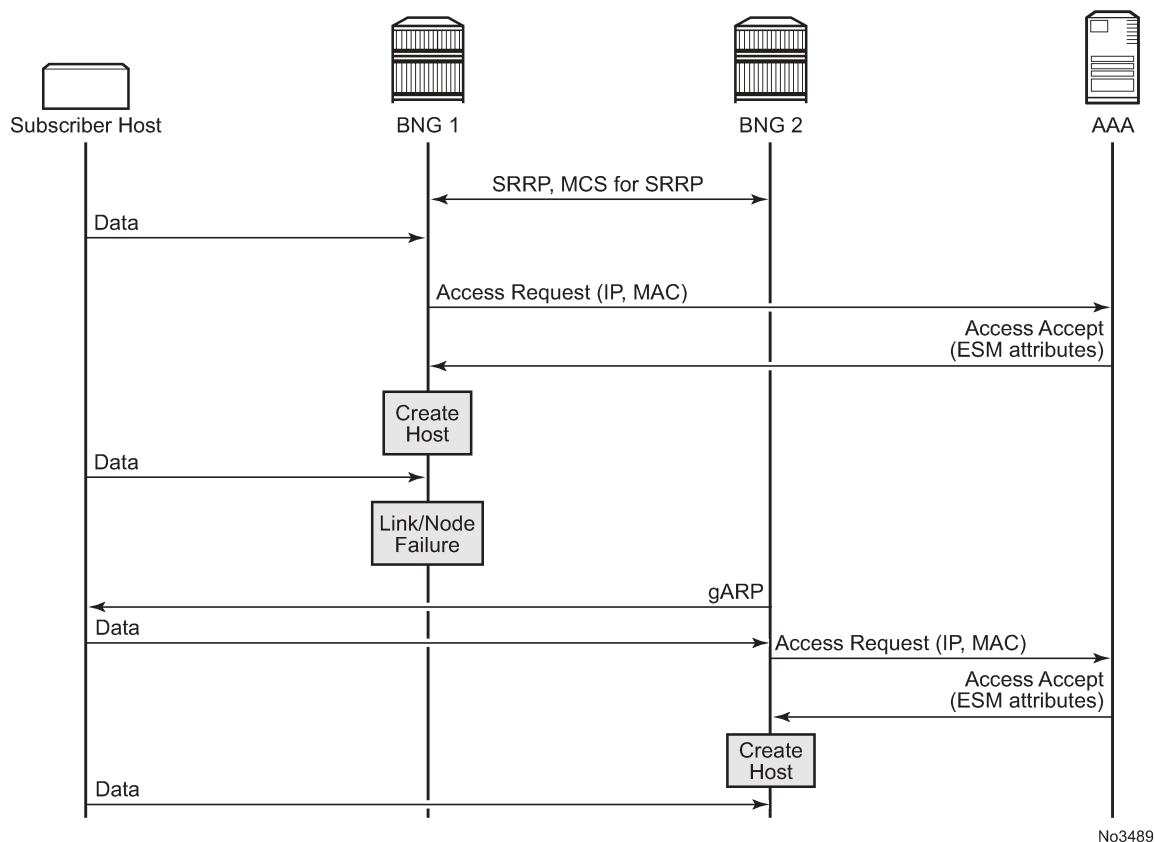 Subscriber Host
BNG 1
BNG 2
AAA
SRRP, MCS for SRRP
Data
Access Request (IP, MAC)
Access Accept
(ESM attributes)
Create
Host
Data
Link/Node
Failure
gARP
Data
Access Request (IP, MAC)
Access Accept
(ESM attributes)
Create
Host
Data
No3489